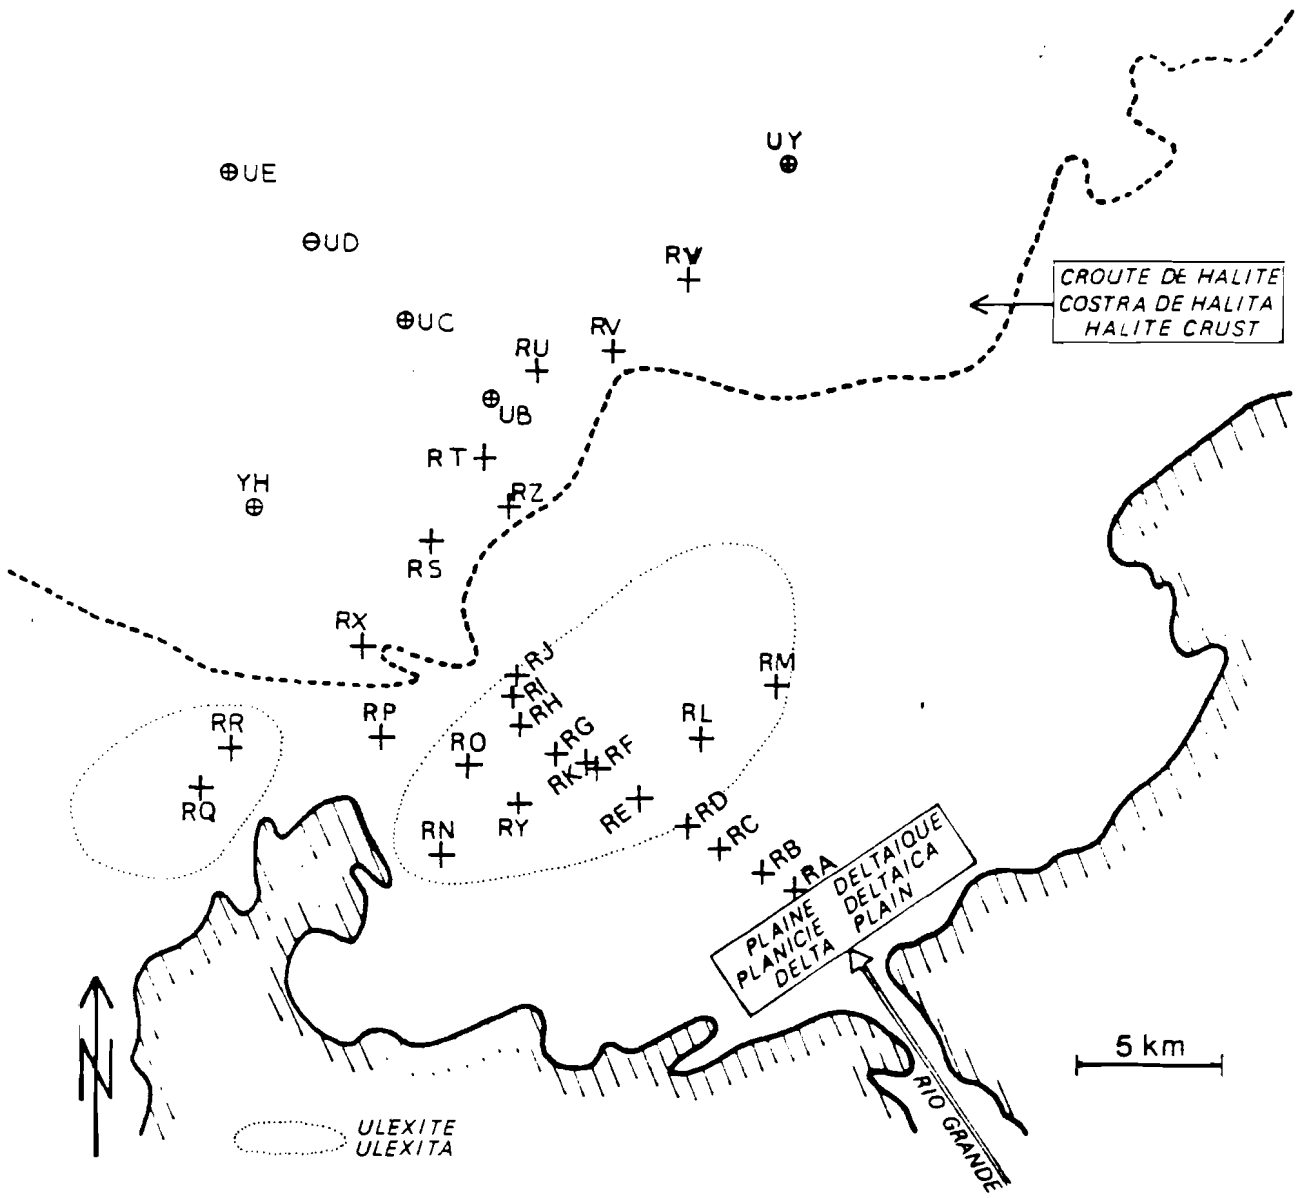 UY
UE
UD
RW
CROUTE DE HALITE
COSTRA DE HALITA
HALITE CRUST
UC
RV
RU
UB
RT
YH
RZ
RS
RX
RJ
RI
RM
RH
RR
RP
RO
RG
RL
RF
RK
RQ
RN
RY
RE
RD
RC
RB
RA
PLAINE DELTAIQUE
PLANICIE DELTAICA
DELTA PLAIN
N
5 km
RIO GRANDE
ULEXITE
ULEXITA